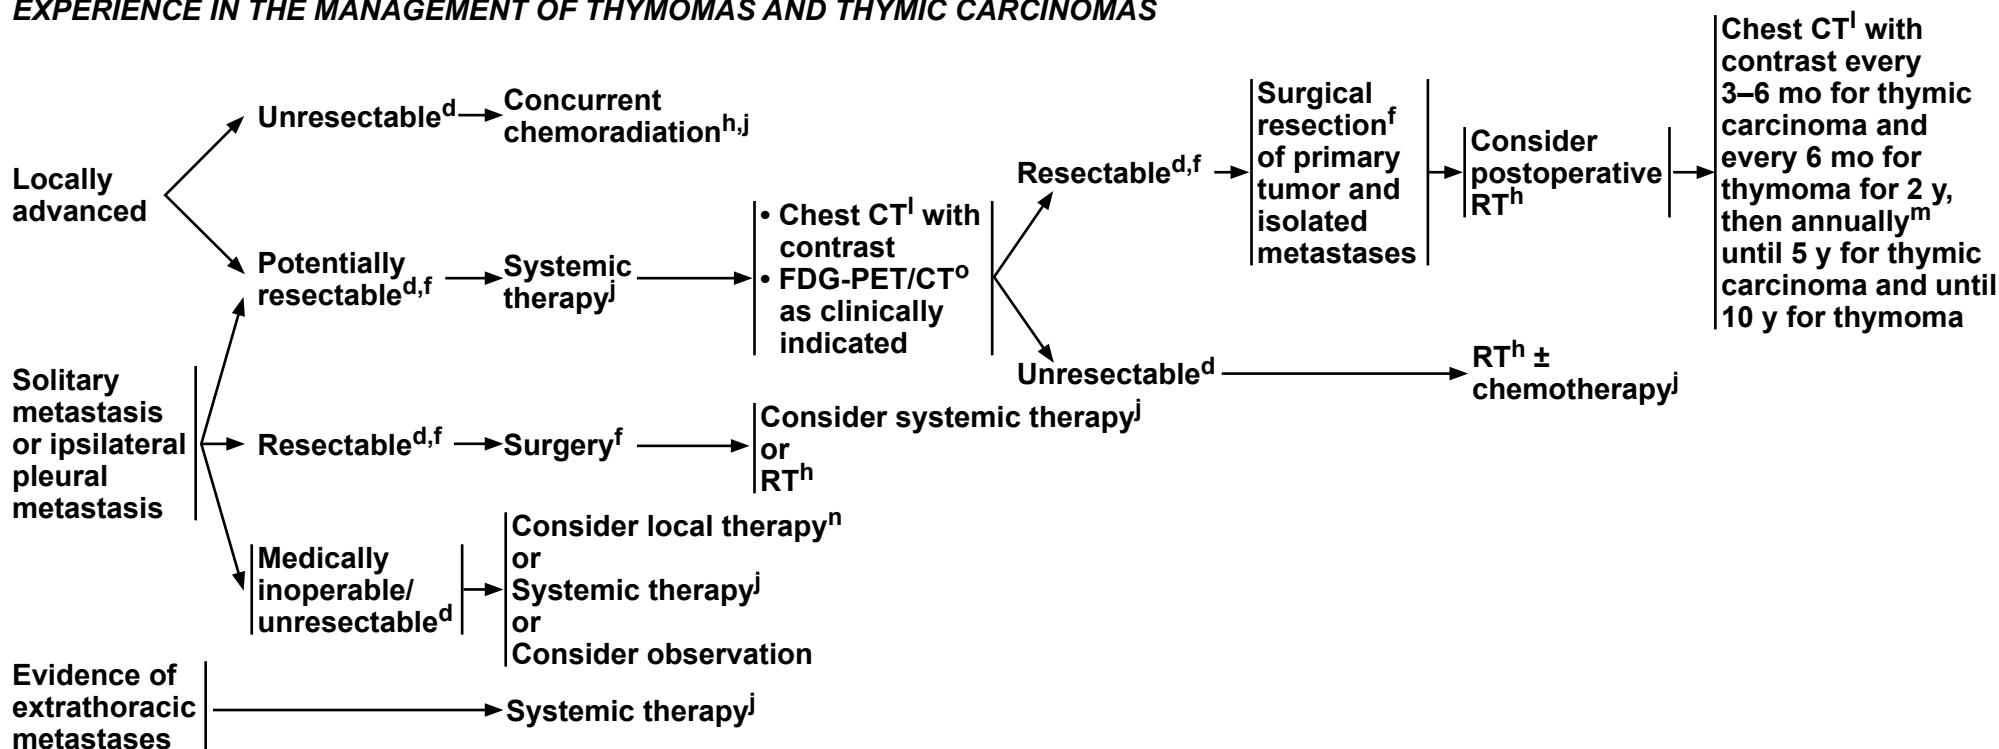 EXPERIENCE IN THE MANAGEMENT OF THYMOMAS AND THYMIC CARCINOMAS
Locally
advanced
Unresectabled
Concurrent
chemoradiationh,j
Potentially
resectabled,f
Systemic
therapyj
• Chest CTl with
contrast
• FDG-PET/CTo
as clinically
indicated
Resectabled,f
Surgical
resectionf
of primary
tumor and
isolated
metastases
Consider
postoperative
RTh
Chest CTl with
contrast every
3–6 mo for thymic
carcinoma and
every 6 mo for
thymoma for 2 y,
then annuallym
until 5 y for thymic
carcinoma and until
10 y for thymoma
Unresectabled
RTh ±
chemotherapyj
Solitary
metastasis
or ipsilateral
pleural
metastasis
Resectabled,f
Surgeryf
Consider systemic therapyj
or
RTh
Medically
inoperable/
unresectabled
Consider local therapyn
or
Systemic therapyj
or
Consider observation
Evidence of
extrathoracic
metastases
Systemic therapyj